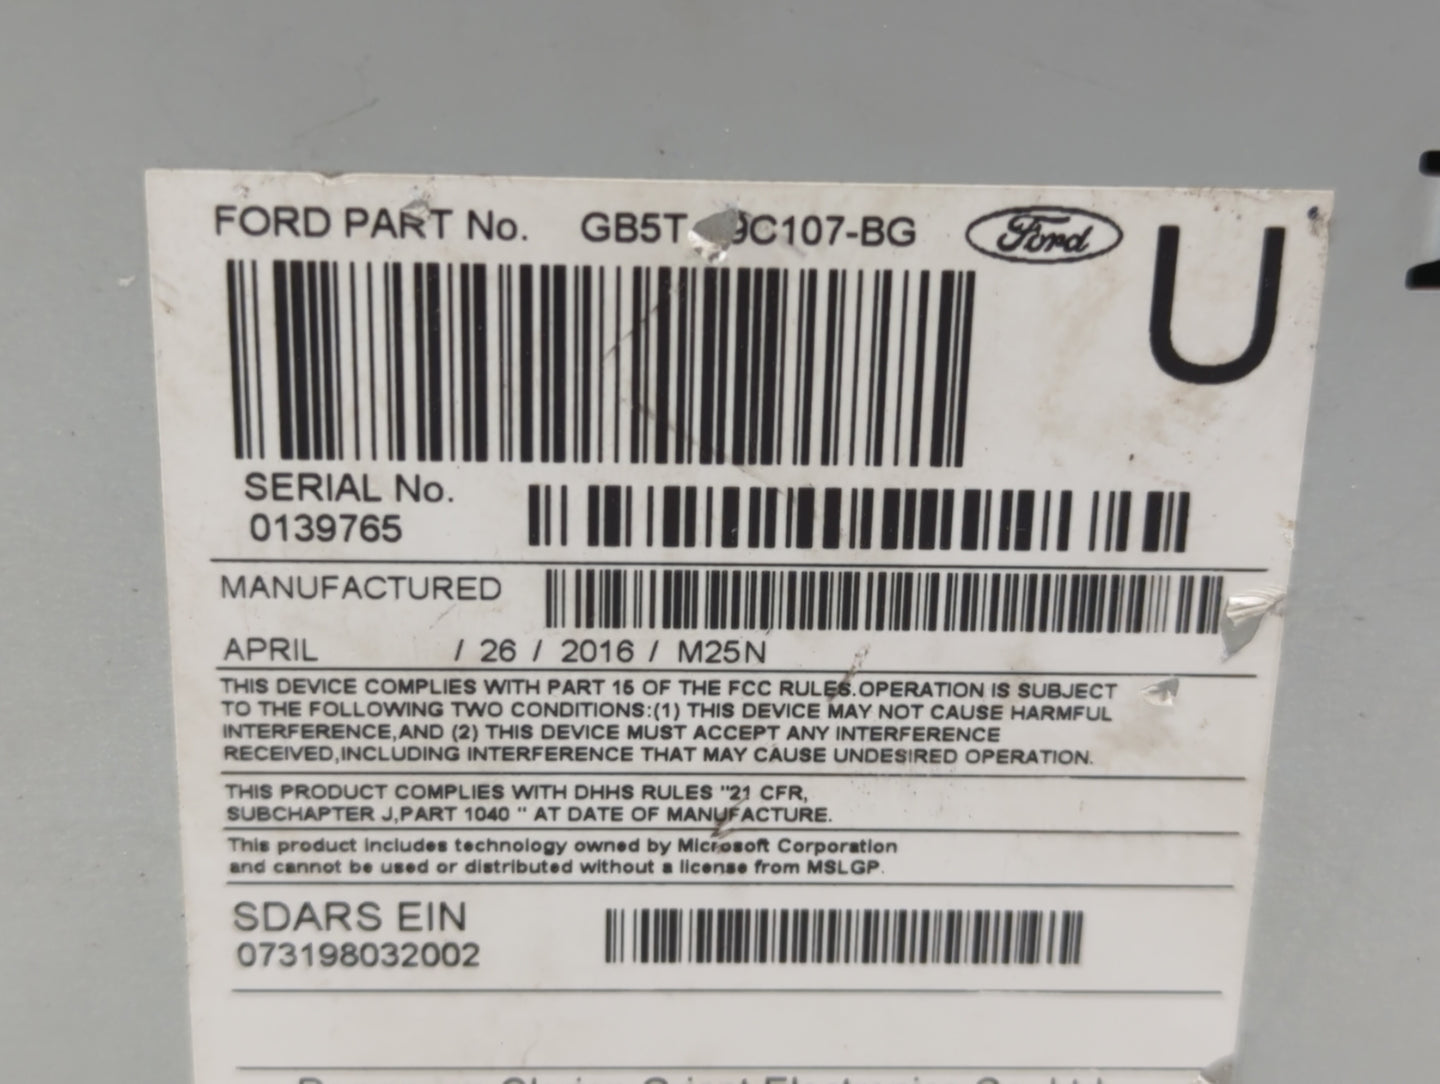 FORD PART No. GB5T 9C107-BG Ford
U
SERIAL No.
0139765
MANUFACTURED
APRIL / 26 / 2016 / M25N
THIS DEVICE COMPLIES WITH PART 15 OF THE FCC RULES.OPERATION IS SUBJECT
TO THE FOLLOWING TWO CONDITIONS:(1) THIS DEVICE MAY NOT CAUSE HARMFUL
INTERFERENCE,AND (2) THIS DEVICE MUST ACCEPT ANY INTERFERENCE
RECEIVED,INCLUDING INTERFERENCE THAT MAY CAUSE UNDESIRED OPERATION.
THIS PRODUCT COMPLIES WITH DHHS RULES "21 CFR,
SUBCHAPTER J,PART 1040 " AT DATE OF MANUFACTURE.
This product includes technology owned by Microsoft Corporation
and cannot be used or distributed without a license from MSLGP.
SDARS EIN
073198032002